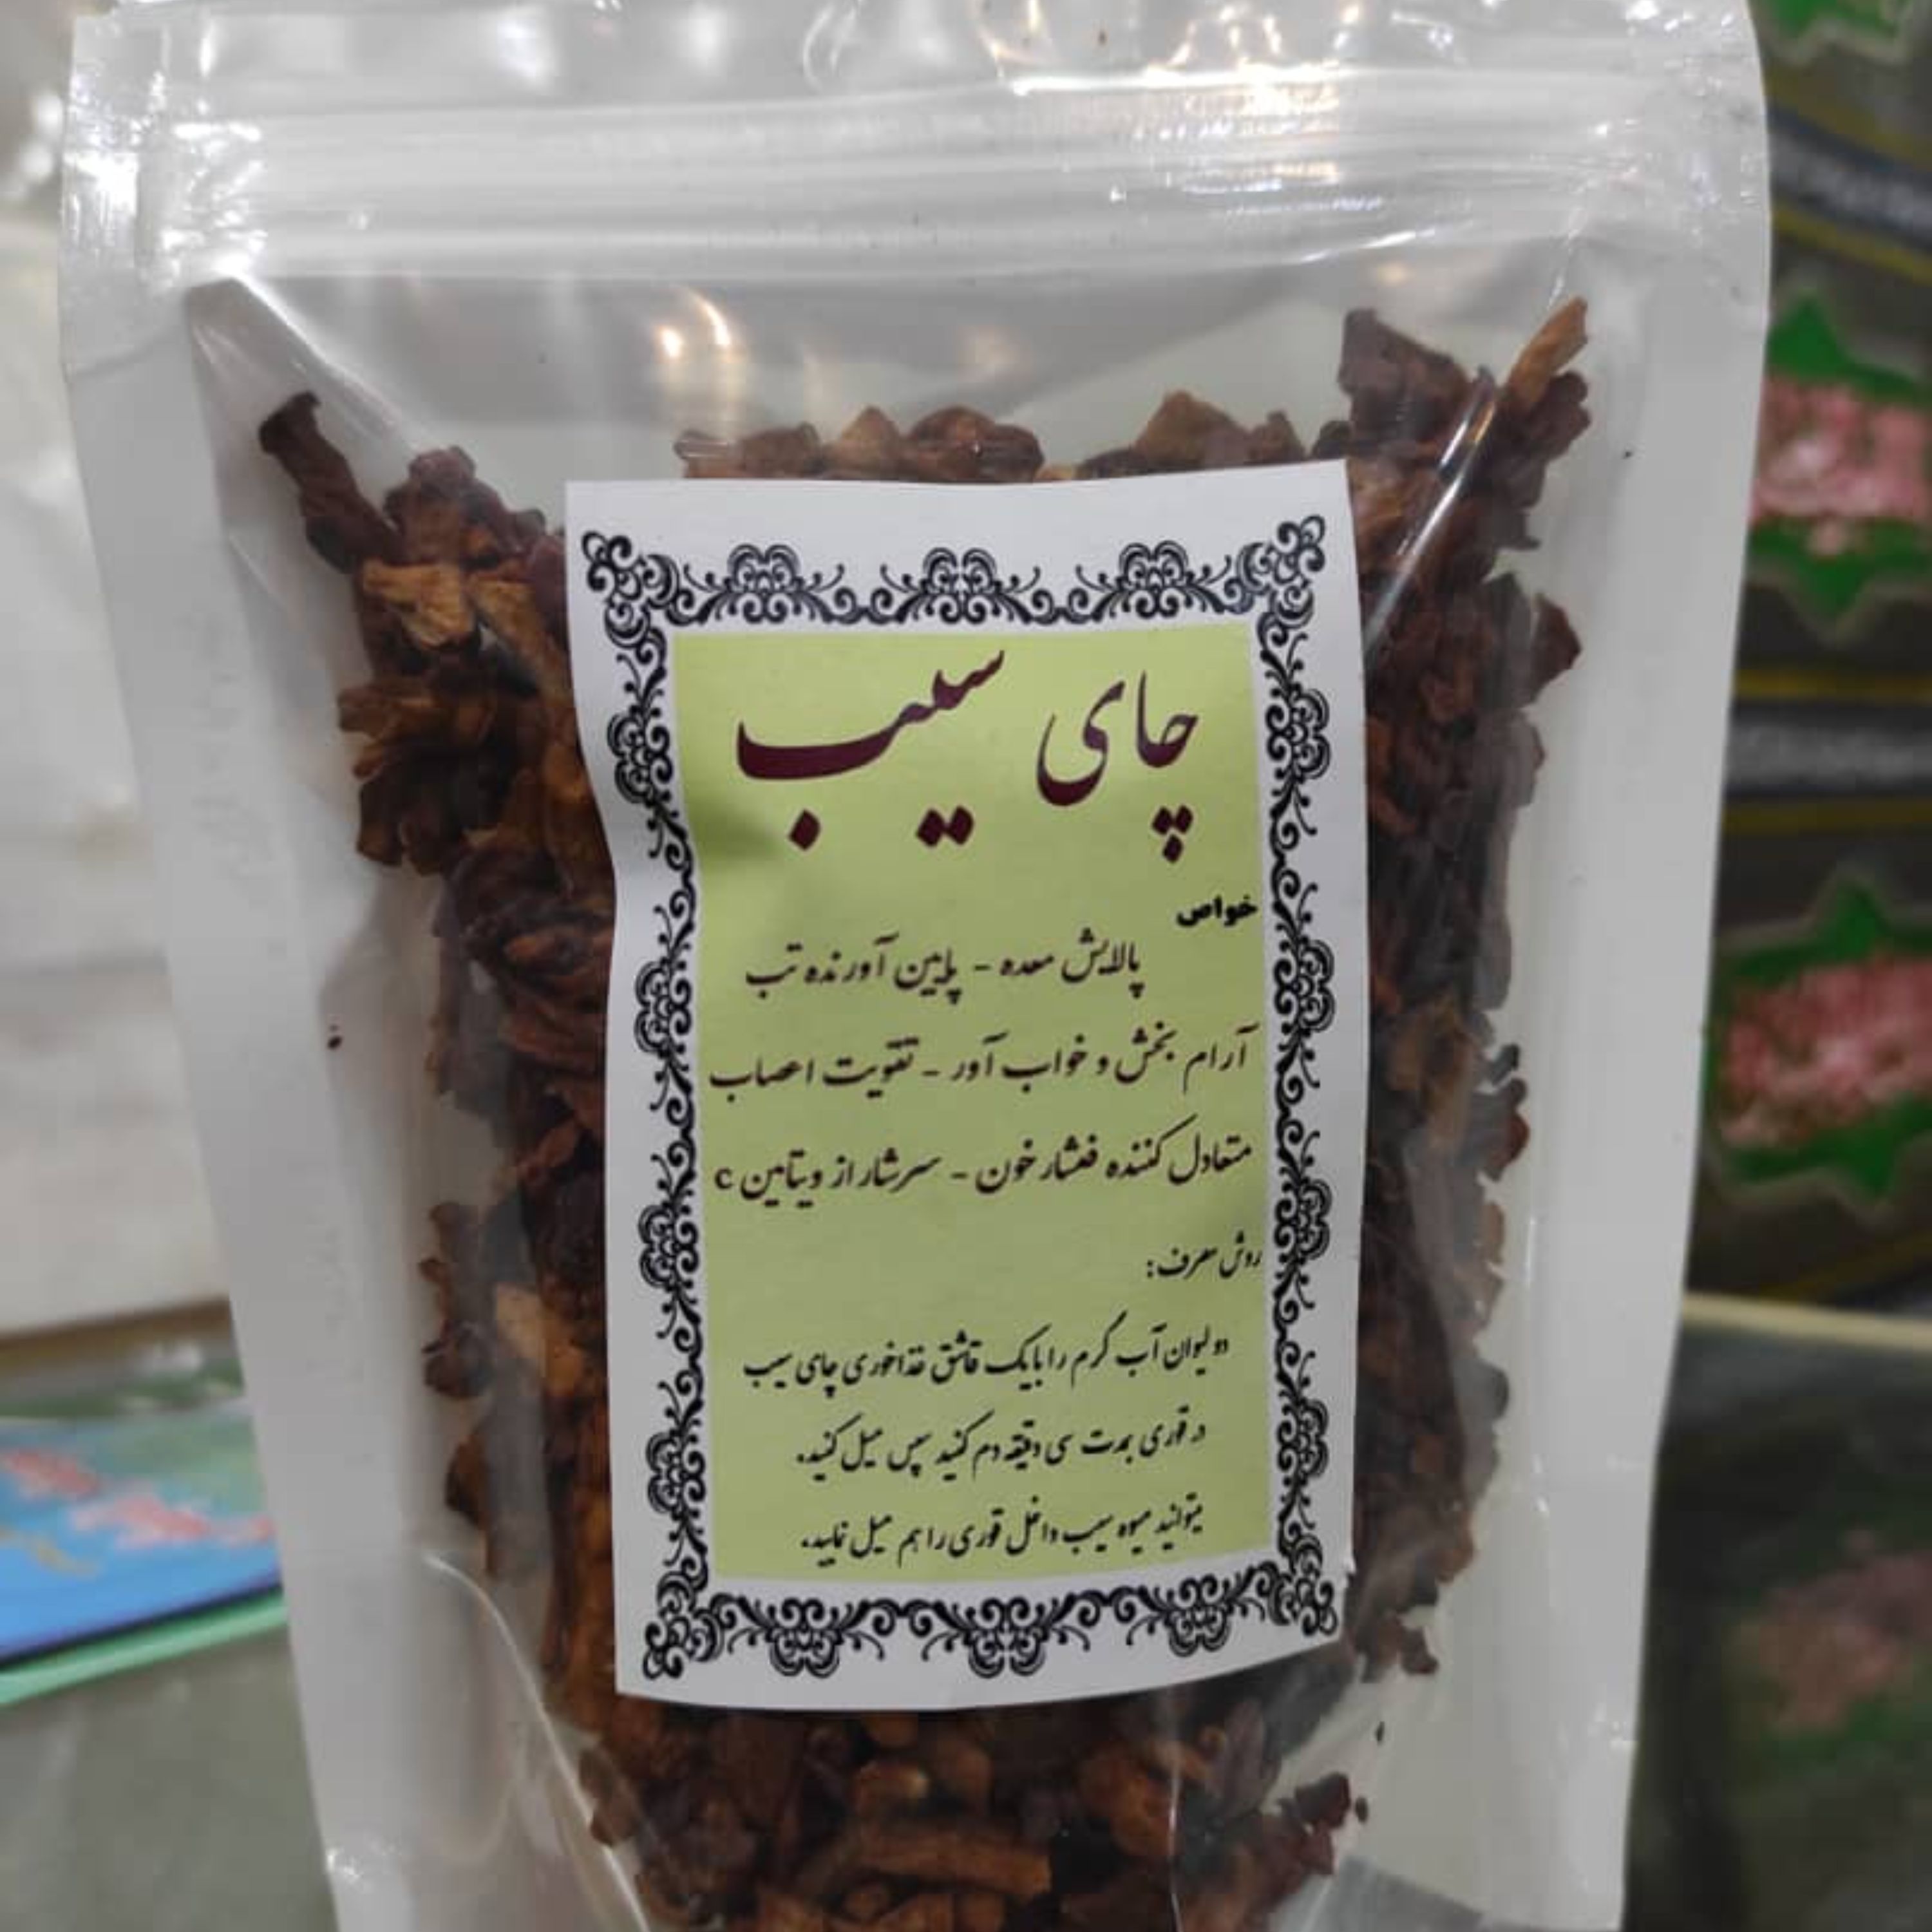 چای سیب
خواص
پالایش معده - پایین آورنده تب
آرام بخش و خواب آور - تقویت اعصاب
متعادل کننده فشار خون - سرشار از ویتامین c
روش مصرف:
دو لیوان آب گرم را با یک قاشق غذاخوری چای سیب
در قوری بمدت سی دقیقه دم کنید سپس میل کنید.
میتوانید میوه سیب داخل قوری را هم میل نمایید.